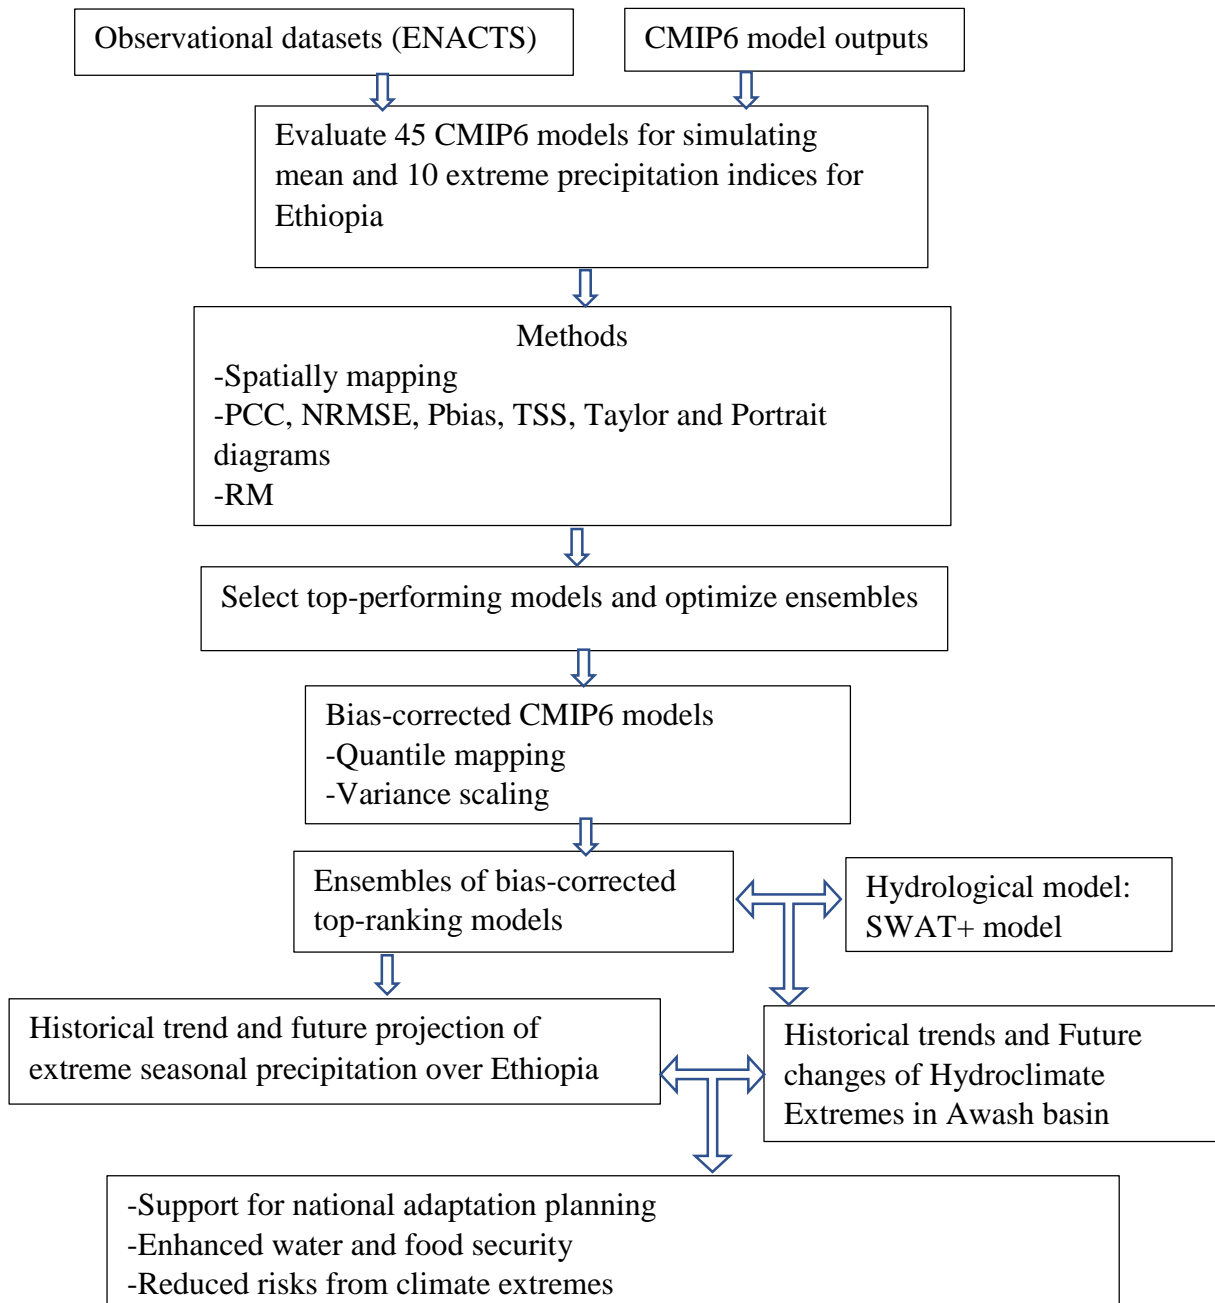 Observational datasets (ENACTS)
CMIP6 model outputs
Evaluate 45 CMIP6 models for simulating
mean and 10 extreme precipitation indices for
Ethiopia
Methods
-Spatially mapping
-PCC, NRMSE, Pbias, TSS, Taylor and Portrait
diagrams
-RM
Select top-performing models and optimize ensembles
Bias-corrected CMIP6 models
-Quantile mapping
-Variance scaling
Ensembles of bias-corrected
top-ranking models
Hydrological model:
SWAT+ model
Historical trend and future projection of
extreme seasonal precipitation over Ethiopia
Historical trends and Future
changes of Hydroclimate
Extremes in Awash basin
-Support for national adaptation planning
-Enhanced water and food security
-Reduced risks from climate extremes